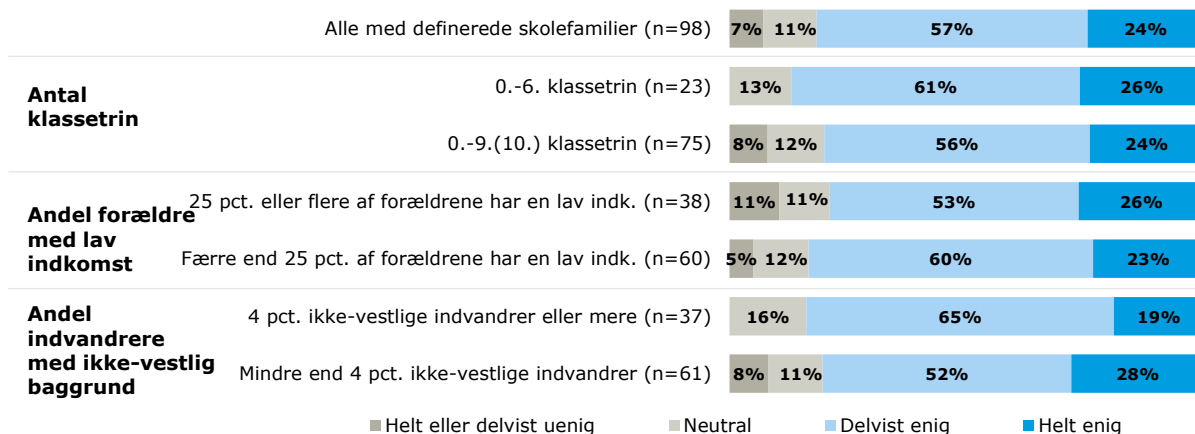 Alle med definerede skolefamilier (n=98) 7% 11% 57% 24%
Antal
klassetrin
0.-6. klassetrin (n=23) 13% 61% 26%
0.-9.(10.) klassetrin (n=75) 8% 12% 56% 24%
Andel forældre
med lav
indkomst
25 pct. eller flere af forældrene har en lav indk. (n=38) 11% 11% 53% 26%
Færre end 25 pct. af forældrene har en lav indk. (n=60) 5% 12% 60% 23%
Andel
indvandrere
med ikke-vestlig
baggrund
4 pct. ikke-vestlige indvandrer eller mere (n=37) 16% 65% 19%
Mindre end 4 pct. ikke-vestlige indvandrer (n=61) 8% 11% 52% 28%
Helt eller delvist uenig Neutral Delvist enig Helt enig